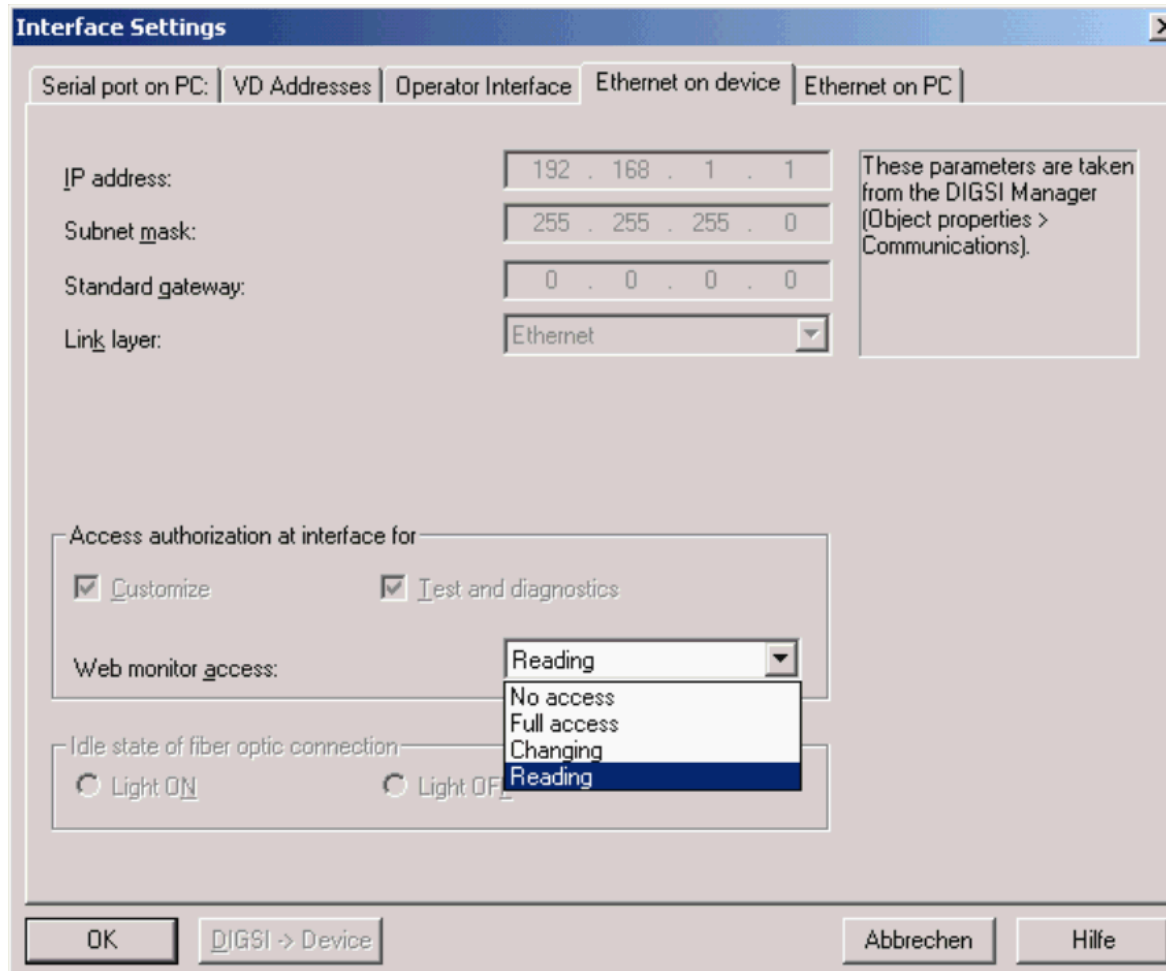 Interface Settings
Serial port on PC: VD Addresses Operator Interface Ethernet on device Ethernet on PC
IP address: 192 . 168 . 1 . 1
Subnet mask: 255 . 255 . 255 . 0
Standard gateway: 0 . 0 . 0 . 0
Link layer: Ethernet
These parameters are taken
from the DIGSI Manager
(Object properties >
Communications).
Access authorization at interface for
Customize Test and diagnostics
Web monitor access: Reading
No access
Full access
Changing
Reading
Idle state of fiber optic connection
Light ON Light OFF
OK DIGSI -> Device Abbrechen Hilfe